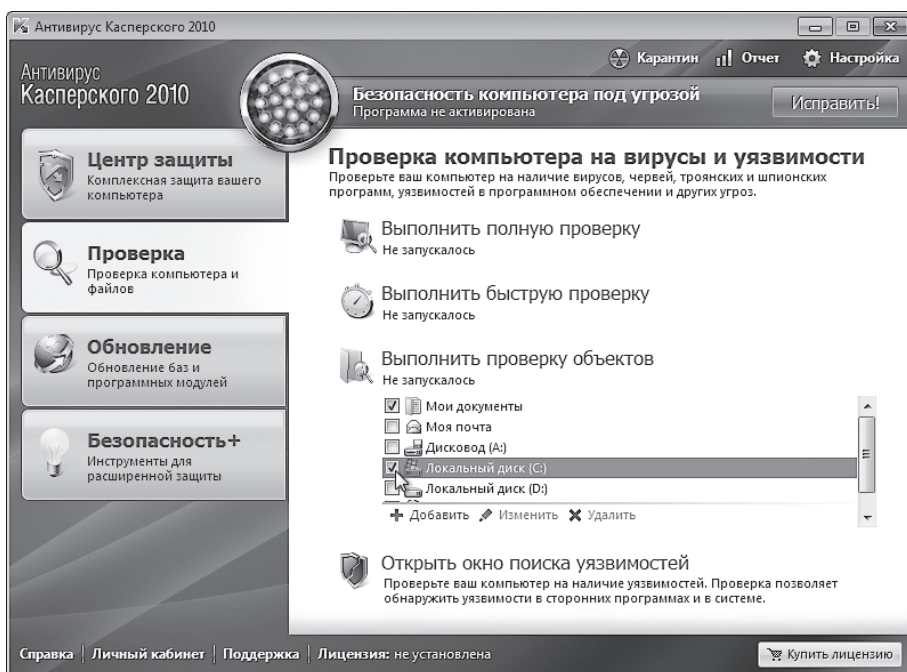 Антивирус Касперского 2010
Карантин
Отчет
Настройка
Антивирус
Касперского 2010
Безопасность компьютера под угрозой
Программа не активирована
Исправить!
Центр защиты
Комплексная защита вашего
компьютера
Проверка
Проверка компьютера и
файлов
Обновление
Обновление баз и
программных модулей
Безопасность+
Инструменты для
расширенной защиты
Проверка компьютера на вирусы и уязвимости
Проверьте ваш компьютер на наличие вирусов, червей, троянских и шпионских
программ, уязвимостей в программном обеспечении и других угроз.
Выполнить полную проверку
Не запускалось
Выполнить быструю проверку
Не запускалось
Выполнить проверку объектов
Не запускалось
Мои документы
Моя почта
Дисковод (A:)
Локальный диск (C:)
Локальный диск (D:)
Добавить Изменить Удалить
Открыть окно поиска уязвимостей
Проверьте ваш компьютер на наличие уязвимостей. Проверка позволяет
обнаружить уязвимости в сторонних программах и в системе.
Справка | Личный кабинет | Поддержка | Лицензия: не установлена
Купить лицензию